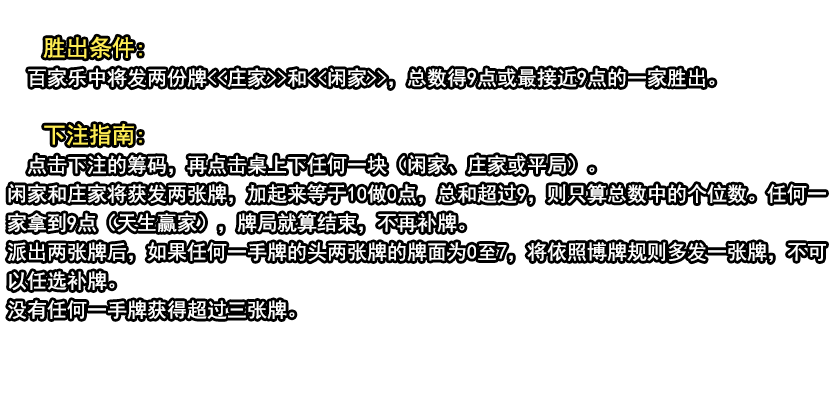 胜出条件：
百家乐中将发两份牌<<庄家>>和<<闲家>>，总数得9点或最接近9点的一家胜出。
下注指南：
点击下注的筹码，再点击桌上下任何一块（闲家、庄家或平局）。
闲家和庄家将获发两张牌，加起来等于10做0点，总和超过9，则只算总数中的个位数。任何一
家拿到9点（天生赢家），牌局就算结束，不再补牌。
派出两张牌后，如果任何一手牌的头两张牌的牌面为0至7，将依照博牌规则多发一张牌，不可
以任选补牌。
没有任何一手牌获得超过三张牌。